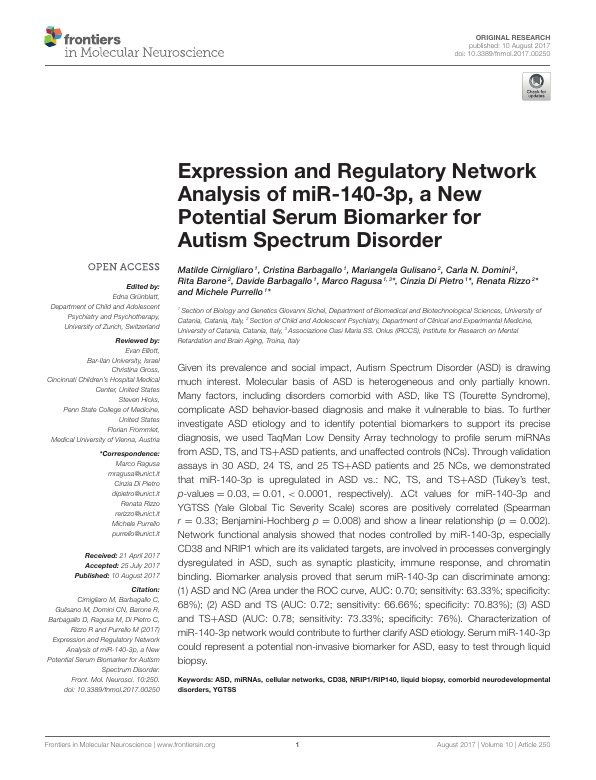 frontiers
in Molecular Neuroscience
ORIGINAL RESEARCH
published: 10 August 2017
doi: 10.3389/fnmol.2017.00250
Check for
updates
Expression and Regulatory Network
Analysis of miR-140-3p, a New
Potential Serum Biomarker for
Autism Spectrum Disorder
Matilde Cirnigliaro 1, Cristina Barbagallo 1, Mariangela Gulisano 2, Carla N. Domini 2,
Rita Barone 2, Davide Barbagallo 1, Marco Ragusa 1, 3*, Cinzia Di Pietro 1*, Renata Rizzo 2*
and Michele Purrello 1*
1 Section of Biology and Genetics Giovanni Sichel, Department of Biomedical and Biotechnological Sciences, University of
Catania, Catania, Italy, 2 Section of Child and Adolescent Psychiatry, Department of Clinical and Experimental Medicine,
University of Catania, Catania, Italy, 3 Associazione Oasi Maria SS. Onlus (IRCCS), Institute for Research on Mental
Retardation and Brain Aging, Troina, Italy
OPEN ACCESS
Edited by:
Edna Grünblatt,
Department of Child and Adolescent
Psychiatry and Psychotherapy,
University of Zurich, Switzerland
Reviewed by:
Evan Elliott,
Bar-Ilan University, Israel
Christina Gross,
Cincinnati Children's Hospital Medical
Center, United States
Steven Hicks,
Penn State College of Medicine,
United States
Florian Frommlet,
Medical University of Vienna, Austria
*Correspondence:
Marco Ragusa
mragusa@unict.it
Cinzia Di Pietro
dipietro@unict.it
Renata Rizzo
rerizzo@unict.it
Michele Purrello
purrello@unict.it
Received: 21 April 2017
Accepted: 25 July 2017
Published: 10 August 2017
Citation:
Cirnigliaro M, Barbagallo C,
Gulisano M, Domini CN, Barone R,
Barbagallo D, Ragusa M, Di Pietro C,
Rizzo R and Purrello M (2017)
Expression and Regulatory Network
Analysis of miR-140-3p, a New
Potential Serum Biomarker for Autism
Spectrum Disorder.
Front. Mol. Neurosci. 10:250.
doi: 10.3389/fnmol.2017.00250
Given its prevalence and social impact, Autism Spectrum Disorder (ASD) is drawing
much interest. Molecular basis of ASD is heterogeneous and only partially known.
Many factors, including disorders comorbid with ASD, like TS (Tourette Syndrome),
complicate ASD behavior-based diagnosis and make it vulnerable to bias. To further
investigate ASD etiology and to identify potential biomarkers to support its precise
diagnosis, we used TaqMan Low Density Array technology to profile serum miRNAs
from ASD, TS, and TS+ASD patients, and unaffected controls (NCs). Through validation
assays in 30 ASD, 24 TS, and 25 TS+ASD patients and 25 NCs, we demonstrated
that miR-140-3p is upregulated in ASD vs.: NC, TS, and TS+ASD (Tukey's test,
p-values = 0.03, = 0.01, < 0.0001, respectively). ΔCt values for miR-140-3p and
YGTSS (Yale Global Tic Severity Scale) scores are positively correlated (Spearman
r = 0.33; Benjamini-Hochberg p = 0.008) and show a linear relationship (p = 0.002).
Network functional analysis showed that nodes controlled by miR-140-3p, especially
CD38 and NRIP1 which are its validated targets, are involved in processes convergingly
dysregulated in ASD, such as synaptic plasticity, immune response, and chromatin
binding. Biomarker analysis proved that serum miR-140-3p can discriminate among:
(1) ASD and NC (Area under the ROC curve, AUC: 0.70; sensitivity: 63.33%; specificity:
68%); (2) ASD and TS (AUC: 0.72; sensitivity: 66.66%; specificity: 70.83%); (3) ASD
and TS+ASD (AUC: 0.78; sensitivity: 73.33%; specificity: 76%). Characterization of
miR-140-3p network would contribute to further clarify ASD etiology. Serum miR-140-3p
could represent a potential non-invasive biomarker for ASD, easy to test through liquid
biopsy.
Keywords: ASD, miRNAs, cellular networks, CD38, NRIP1/RIP140, liquid biopsy, comorbid neurodevelopmental
disorders, YGTSS
Frontiers in Molecular Neuroscience | www.frontiersin.org
1
August 2017 | Volume 10 | Article 250